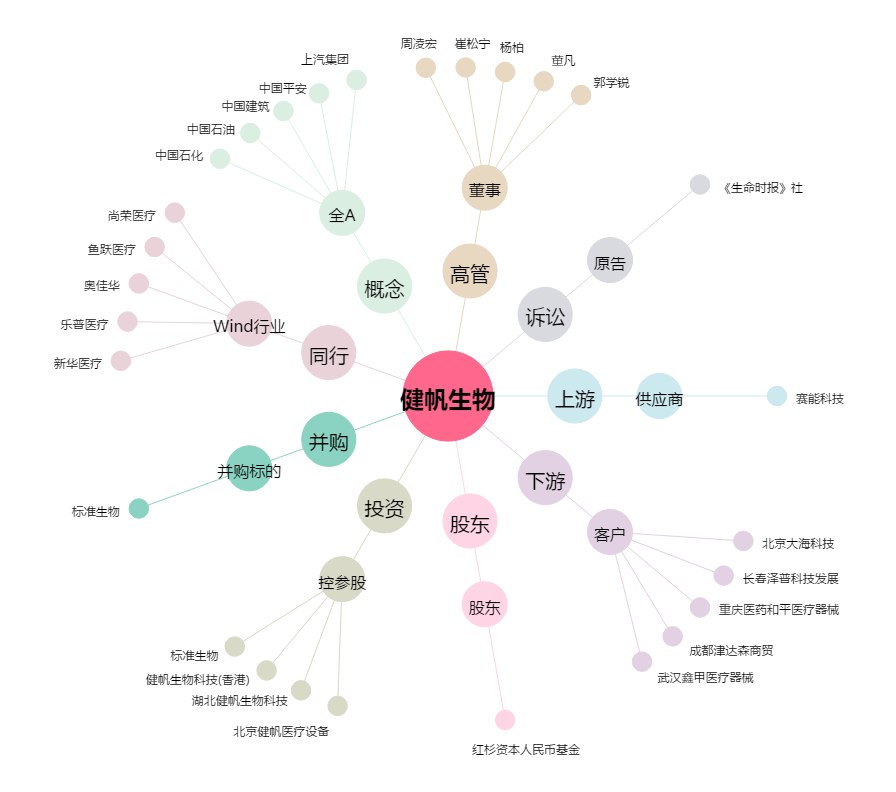 周凌宏
崔松宁
杨柏
董凡
郭学锐
上汽集团
中国平安
中国建筑
中国石油
中国石化
董事
全A
《生命时报》社
尚荣医疗
鱼跃医疗
奥佳华
乐普医疗
新华医疗
原告
高管
概念
诉讼
Wind行业
同行
健帆生物
上游
供应商
赛能科技
并购
并购标的
标准生物
下游
投资
股东
客户
北京大海科技
长春泽普科技发展
重庆医药和平医疗器械
成都津达森商贸
武汉鑫甲医疗器械
控参股
股东
标准生物
健帆生物科技(香港)
湖北健帆生物科技
北京健帆医疗设备
红杉资本人民币基金